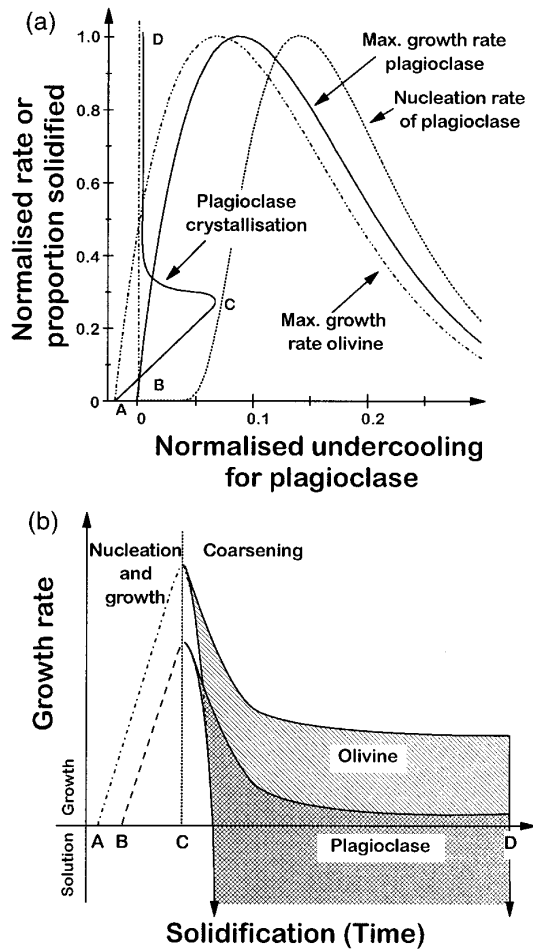 (a)
Normalised rate or
proportion solidified
1.0
0.8
0.6
0.4
0.2
0
D
Max. growth rate
plagioclase
Nucleation rate
of plagioclase
Plagioclase
crystallisation
C
Max. growth
rate olivine
B
A
0
0.1
0.2
Normalised undercooling
for plagioclase
(b)
Nucleation
and
growth
Coarsening
Growth rate
Growth
Solution
Olivine
Plagioclase
A
B
C
D
Solidification (Time)